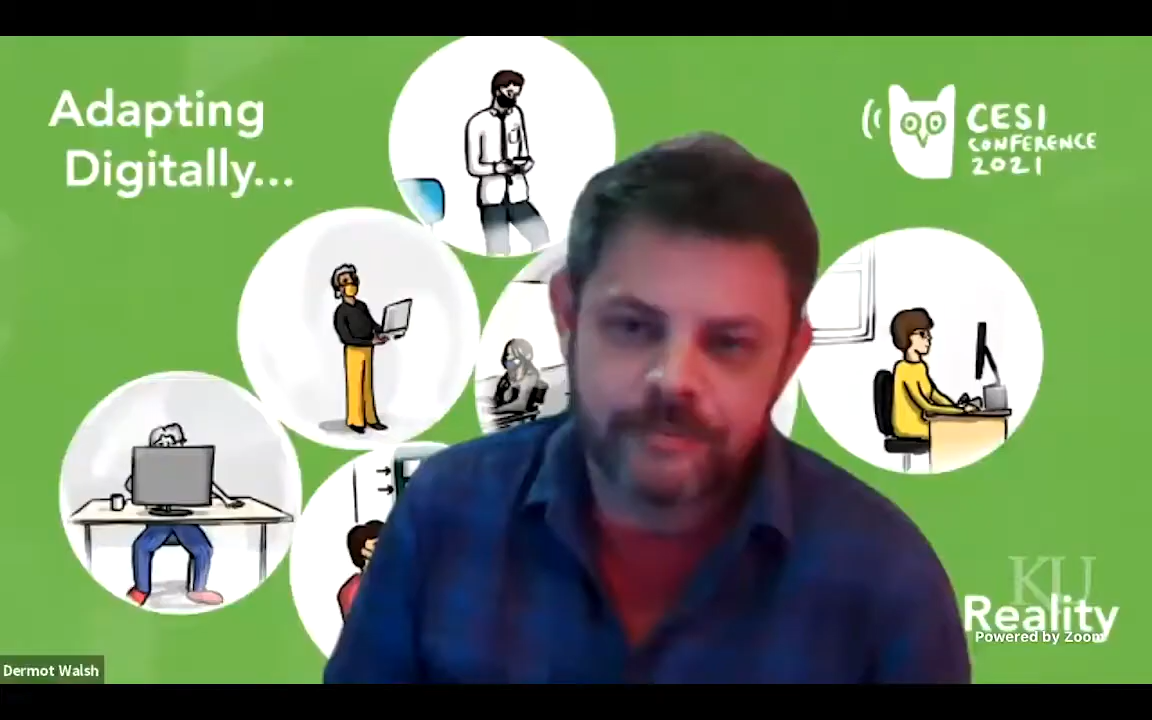 Adapting
Digitally...
CESI
CONFERENCE
2021
KU
Reality
Powered by Zoom
Dermot Walsh